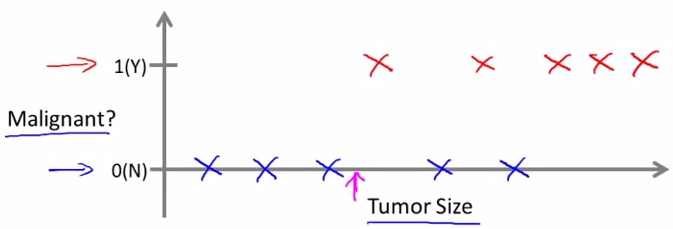 1(Y)
Malignant?
0(N)
Tumor Size